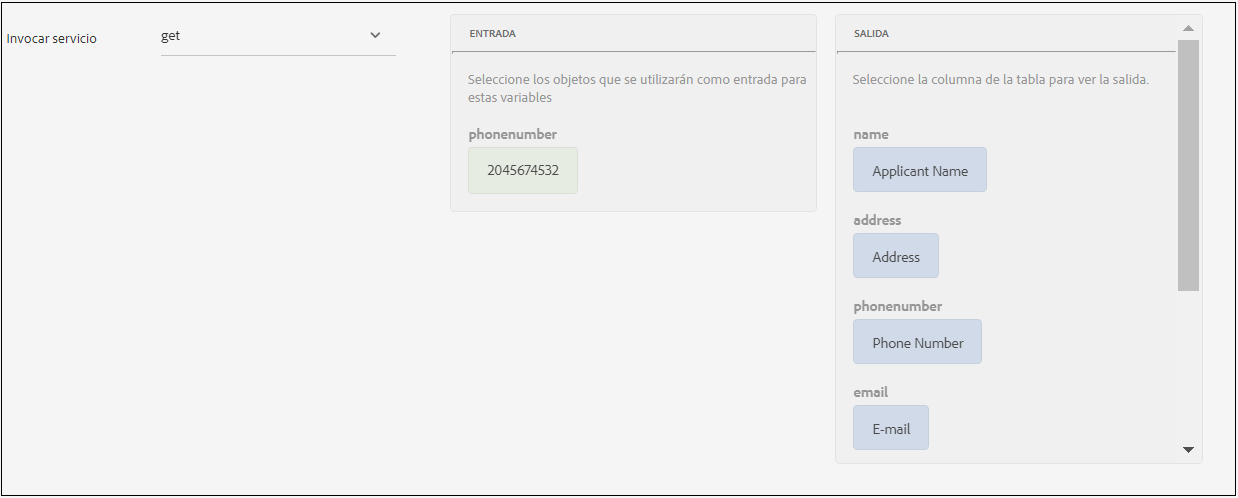 Invocar servicio
get
ENTRADA
Seleccione los objetos que se utilizarán como entrada para
estas variables
phonenumber
2045674532
SALIDA
Seleccione la columna de la tabla para ver la salida.
name
Applicant Name
address
Address
phonenumber
Phone Number
email
E-mail